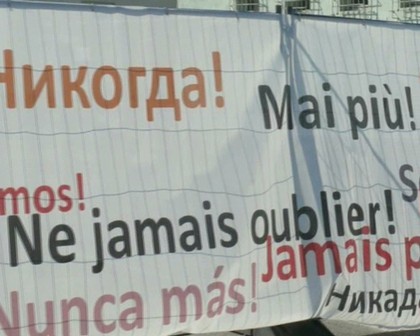 Никогда!
Mai più!
mos!
Ne jamais oublier!
Jamais p
Nunca más!
Никад